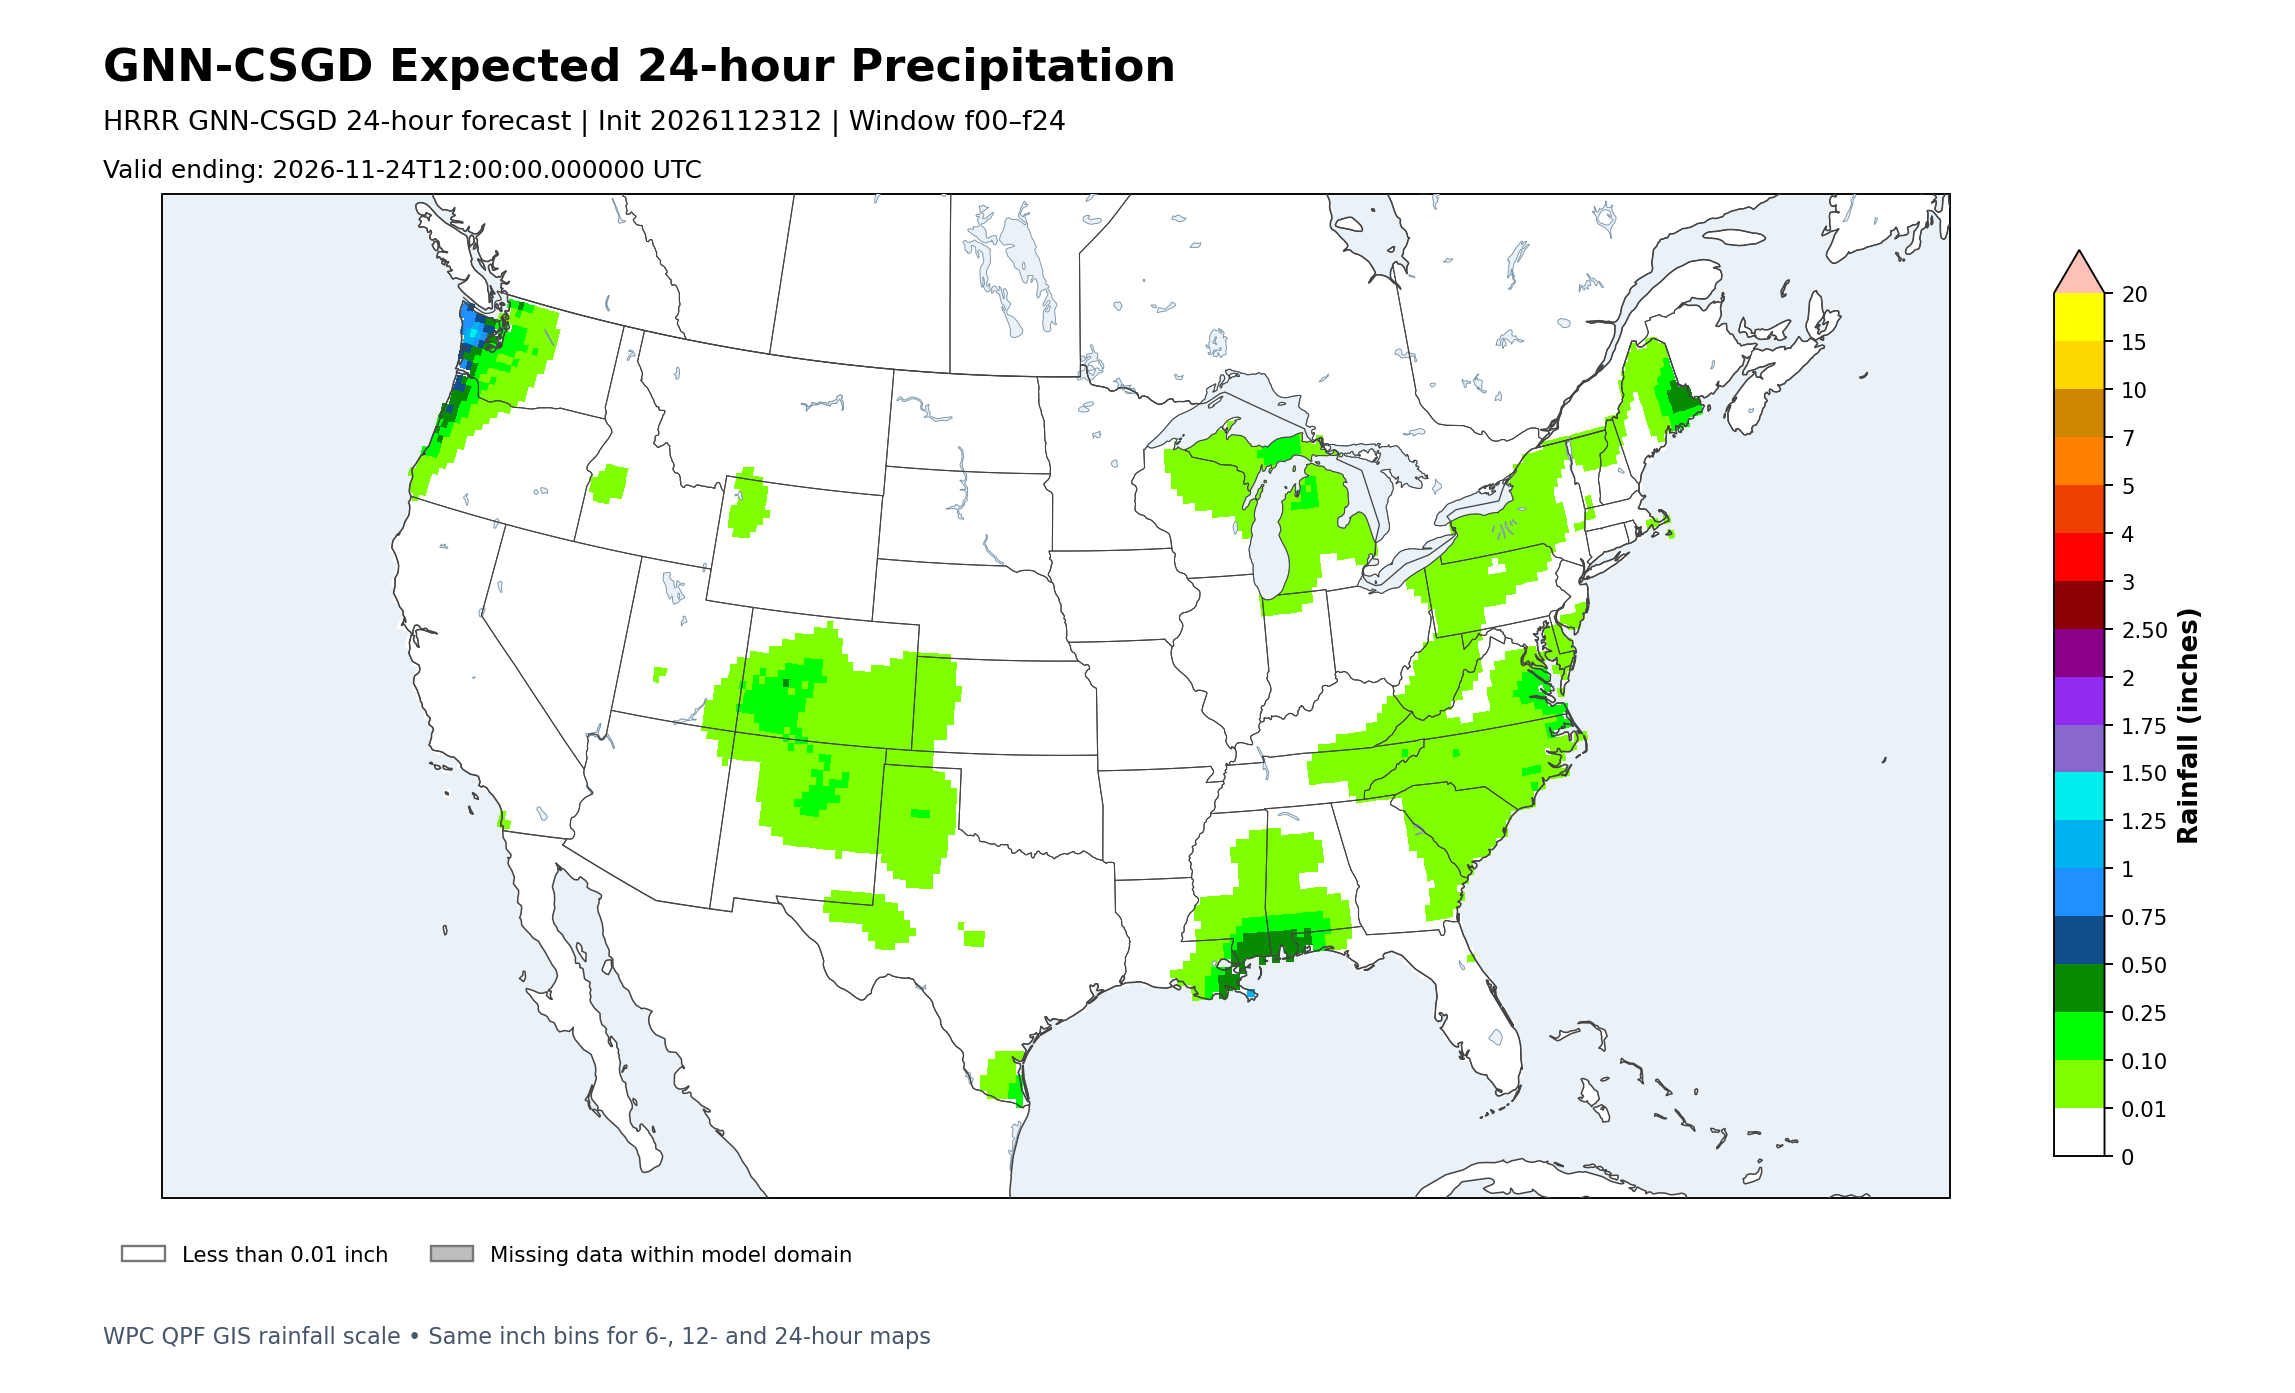 GNN-CSGD Expected 24-hour Precipitation
HRRR GNN-CSGD 24-hour forecast | Init 2026112312 | Window f00–f24
Valid ending: 2026-11-24T12:00:00.000000 UTC
20
15
10
7
5
4
3
2.50
2
1.75
1.50
1.25
1
0.75
0.50
0.25
0.10
0.01
0
Rainfall (inches)
Less than 0.01 inch
Missing data within model domain
WPC QPF GIS rainfall scale • Same inch bins for 6-, 12- and 24-hour maps